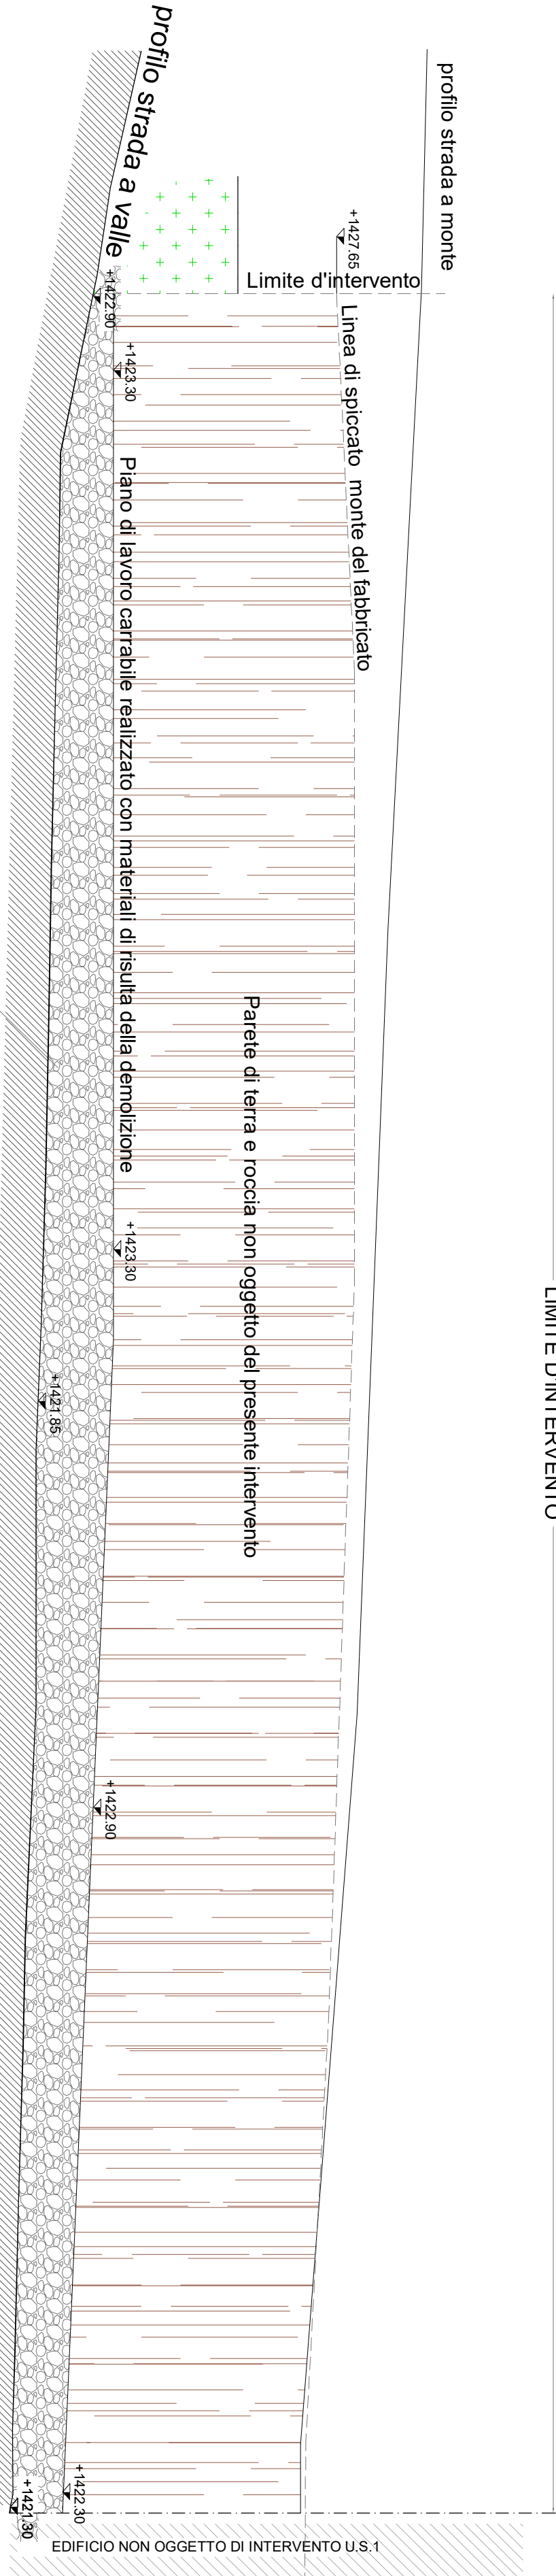 profilo strada a valle
profilo strada a monte
+1427.65
Limite d'intervento
+1422.90
Linea di spiccato monte del fabbricato
+1423.30
Piano di lavoro carrabile realizzato con materiali di risulta della demolizione
Parete di terra e roccia non oggetto del presente intervento
+1423.30
LIMITE D'INTERVENTO
+1421.85
+1422.90
+1422.30
+1421.30
EDIFICIO NON OGGETTO DI INTERVENTO U.S.1